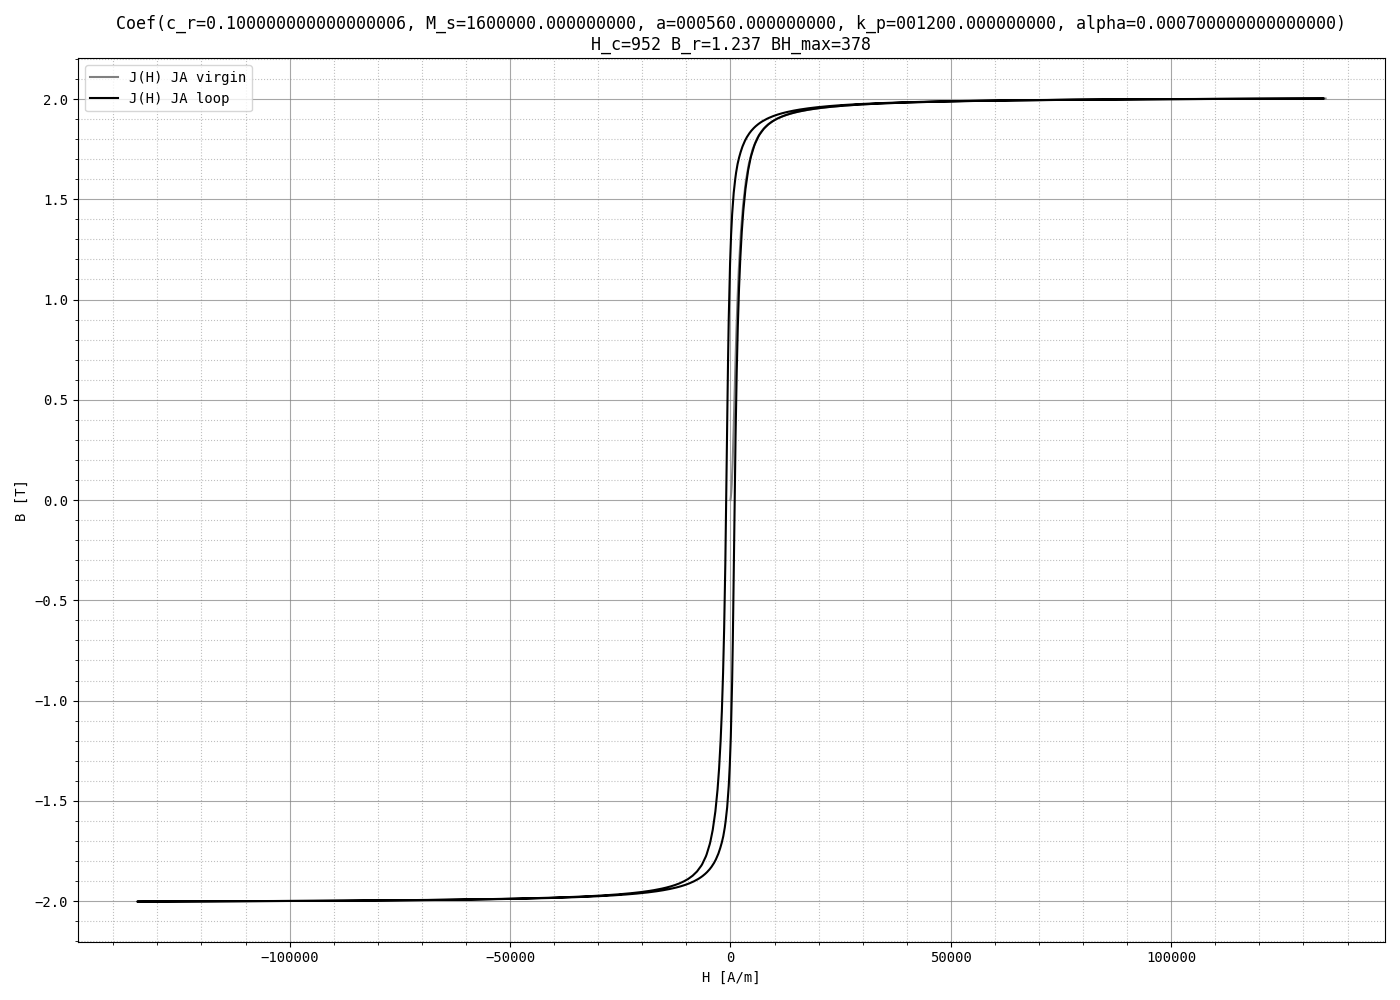 Coef(c_r=0.1000000000000000006, M_s=1600000.000000000, a=000560.000000000, k_p=001200.000000000, alpha=0.000700000000000000)
H_c=952 B_r=1.237 BH_max=378
J(H) JA virgin
J(H) JA loop
2.0
1.5
1.0
0.5
0.0
−0.5
−1.0
−1.5
−2.0
B [T]
−100000 −50000 0 50000 100000
H [A/m]